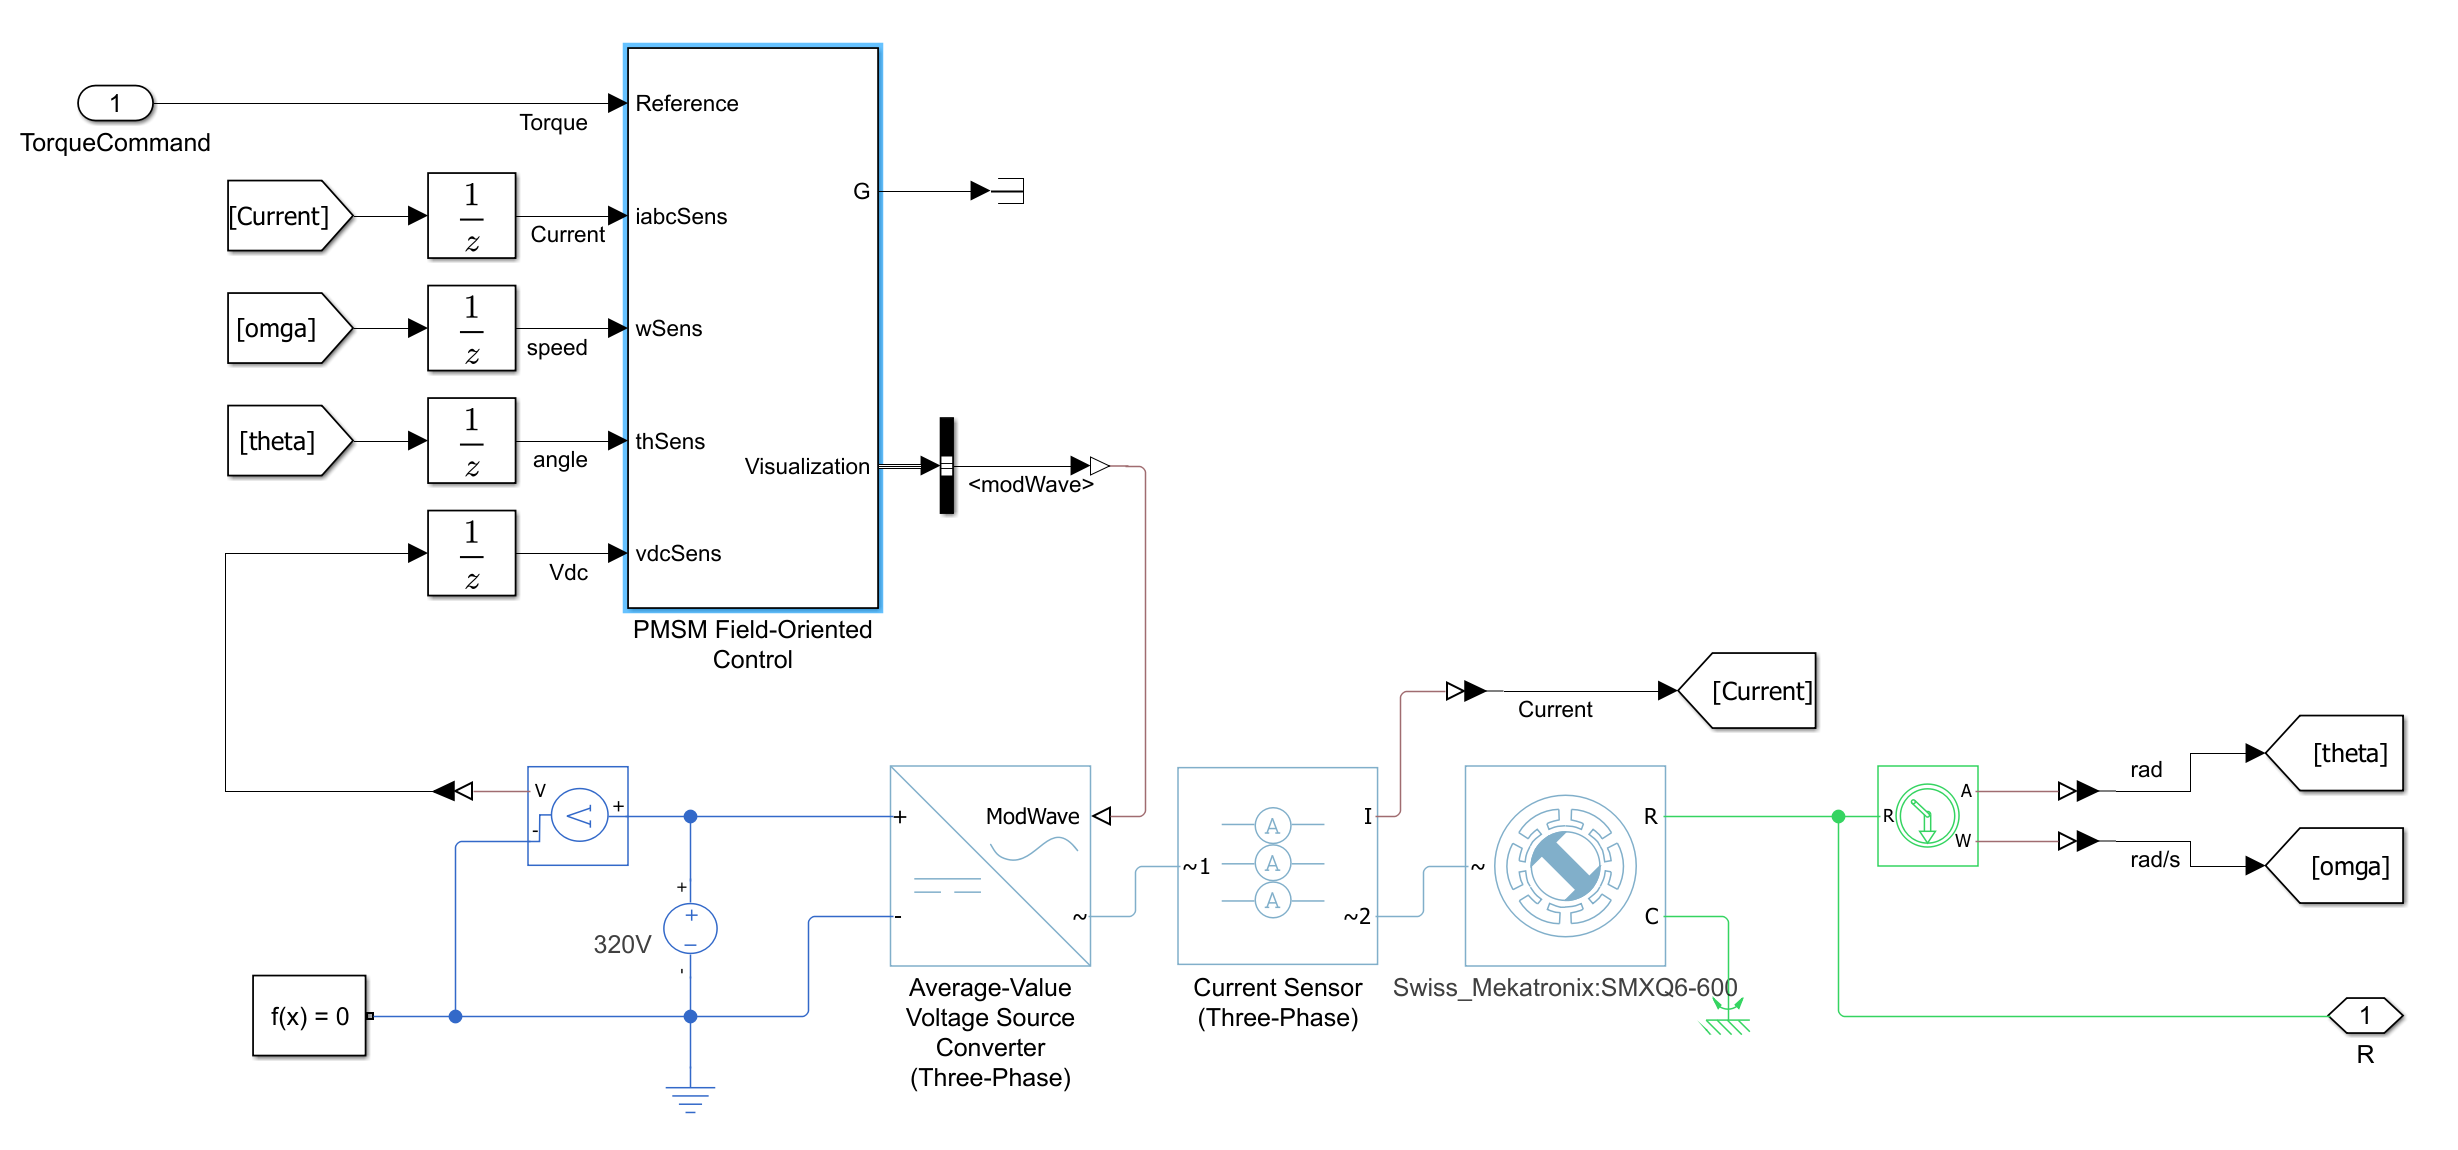 1
TorqueCommand
Torque
Reference
[Current]
1
z
Current
iabcSens
G
[omga]
1
z
speed
wSens
[theta]
1
z
angle
thSens
Visualization
<modWave>
1
z
Vdc
vdcSens
PMSM Field-Oriented
Control
Current
[Current]
V
V
+
-
+
+
-
-
320V
f(x) = 0
+
ModWave
-
~
Average-Value
Voltage Source
Converter
(Three-Phase)
~1
I
A
A
A
~2
Current Sensor
(Three-Phase)
~
R
C
Swiss_Mekatronix:SMXQ6-600
R
A
W
rad
[theta]
rad/s
[omga]
1
R